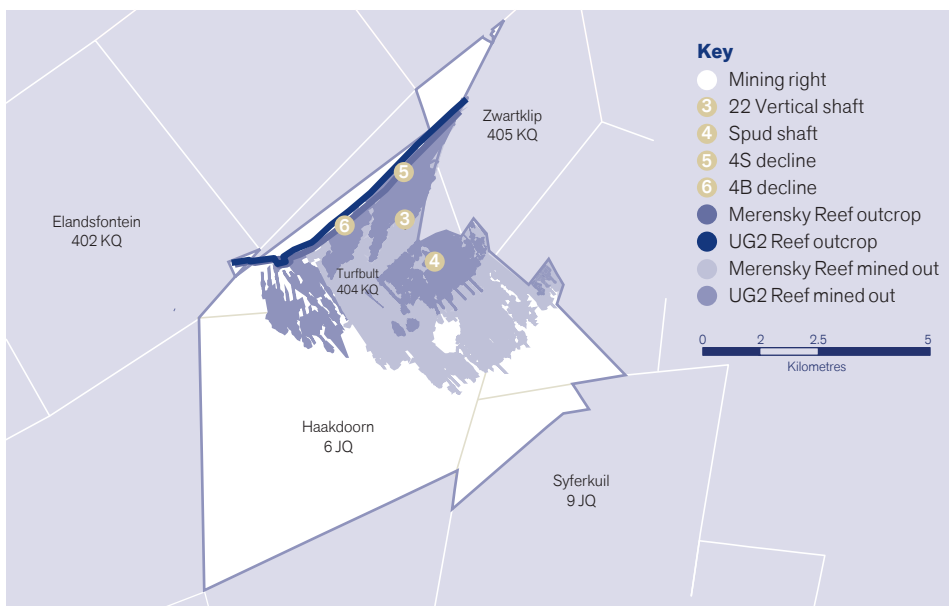 Zwartklip
405 KQ
Elandsfontein
402 KQ
5
6
3
4
Turfbult
404 KQ
Haakdoorn
6 JQ
Syferkuil
9 JQ
Key
Mining right
3 22 Vertical shaft
4 Spud shaft
5 4S decline
6 4B decline
Merensky Reef outcrop
UG2 Reef outcrop
Merensky Reef mined out
UG2 Reef mined out
0 2 2.5 5
Kilometres